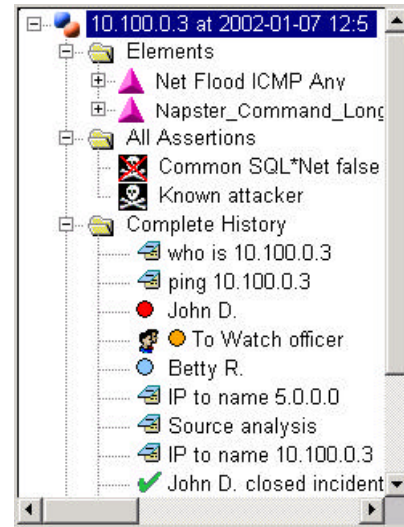 10.100.0.3 at 2002-01-07 12:5
Elements
Net Flood ICMP Any
Napster_Command_Long
All Assertions
Common SQL*Net false
Known attacker
Complete History
who is 10.100.0.3
ping 10.100.0.3
John D.
To Watch officer
Betty R.
IP to name 5.0.0.0
Source analysis
IP to name 10.100.0.3
John D. closed incident